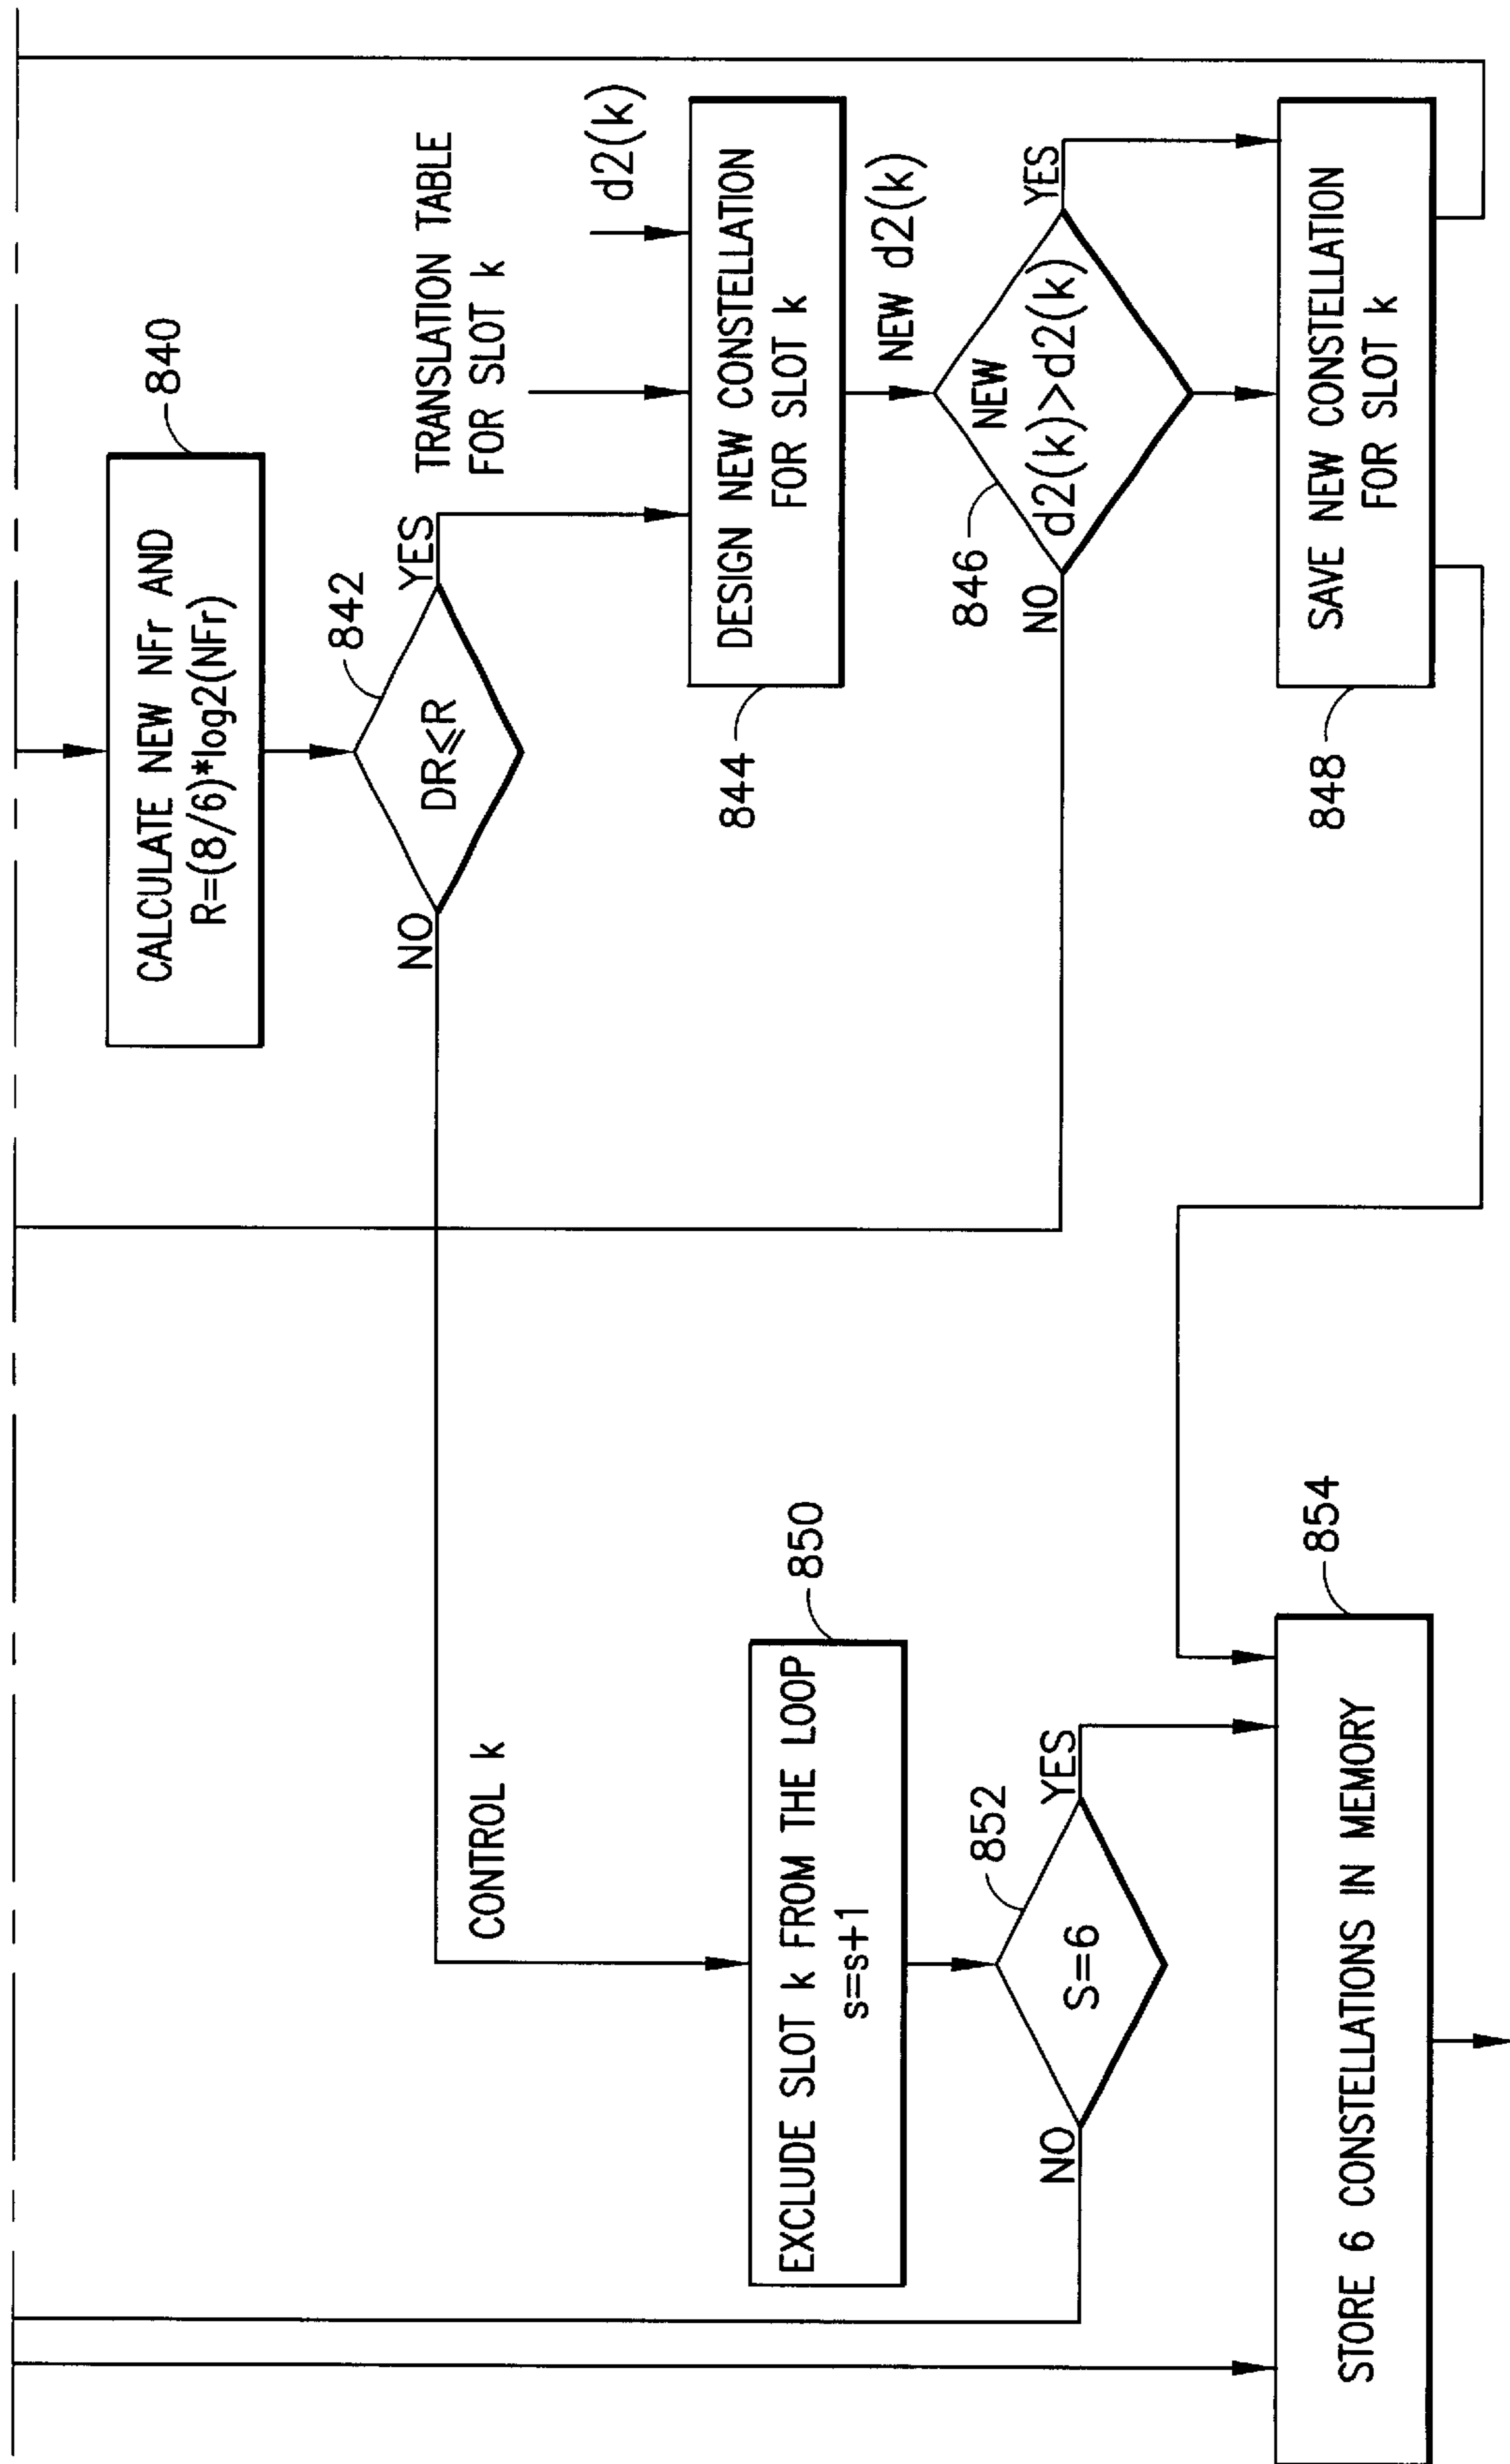 840
CALCULATE NEW NFr AND
R=(8/6)*log2(NFr)
842
DR≤R
YES
NO
TRANSLATION TABLE
FOR SLOT k
d2(k)
844
DESIGN NEW CONSTELLATION
FOR SLOT k
NEW d2(k)
846
NEW
d2(k)>d2(k)
YES
NO
848
SAVE NEW CONSTELLATION
FOR SLOT k
CONTROL k
850
EXCLUDE SLOT k FROM THE LOOP
s=s+1
852
S=6
YES
NO
854
STORE 6 CONSTELLATIONS IN MEMORY